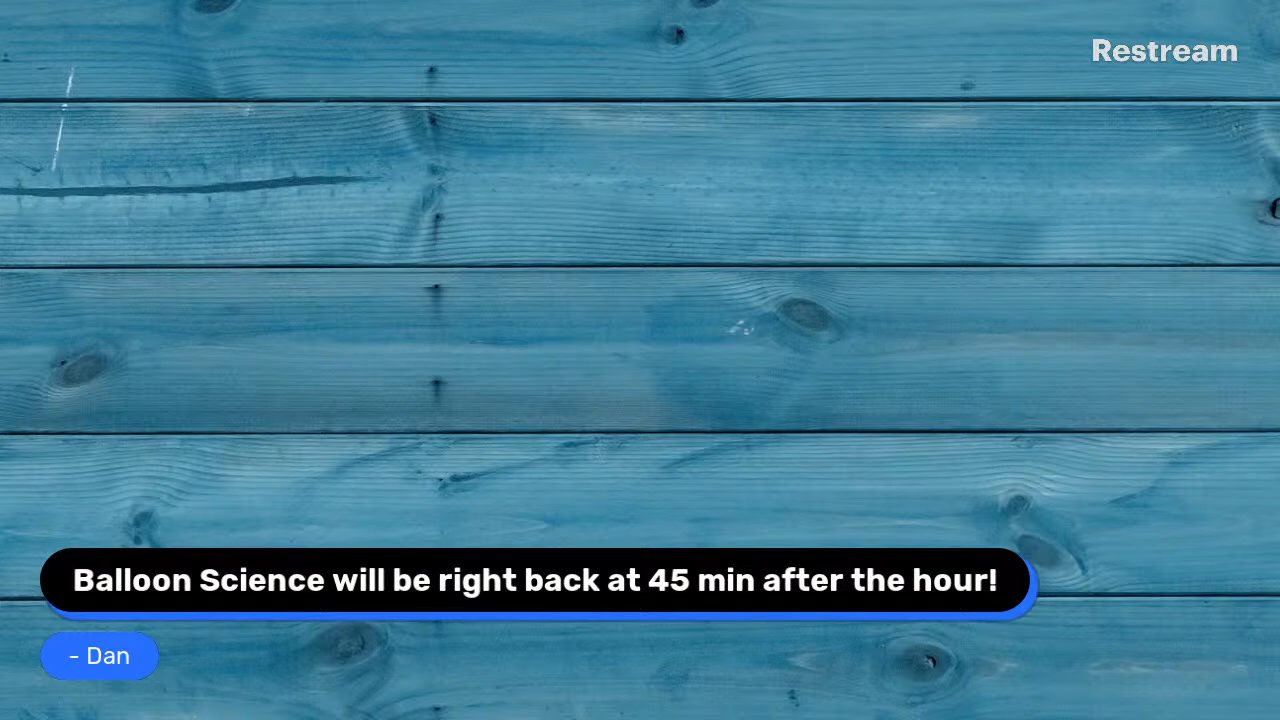 Restream
Balloon Science will be right back at 45 min after the hour!
- Dan